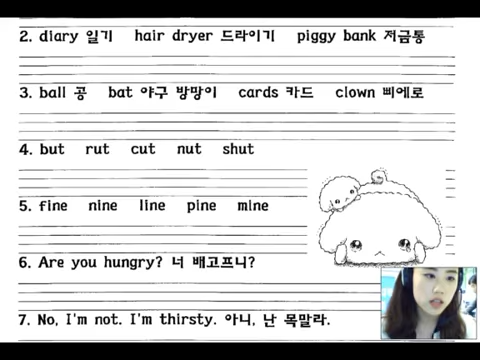 2. diary 일기 hair dryer 드라이기 piggy bank 저금통
3. ball 공 bat 야구 방망이 cards 카드 clown 삐에로
4. but rut cut nut shut
5. fine nine line pine mine
6. Are you hungry? 너 배고프니?
7. No, I'm not. I'm thirsty. 아니, 난 목말라.